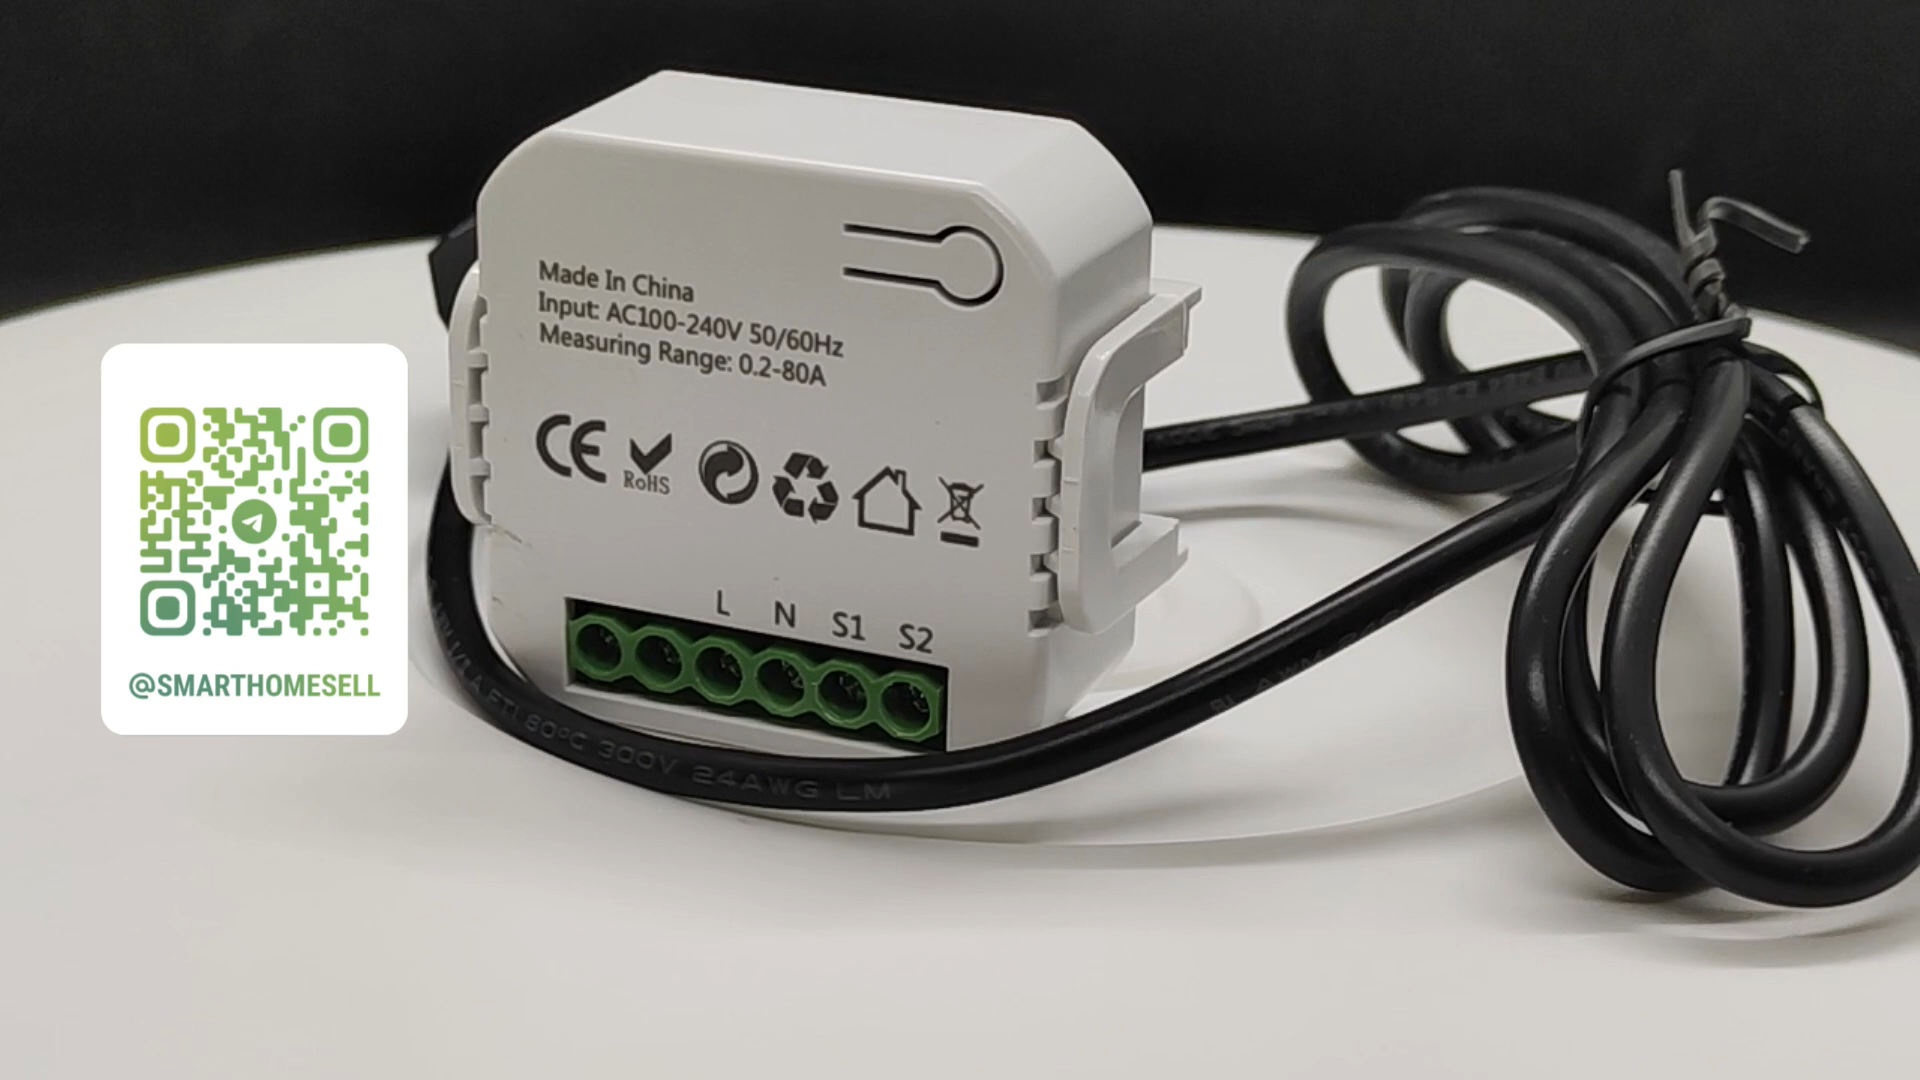 Made In China
Input: AC100-240V 50/60Hz
Measuring Range: 0.2-80A
CE
RoHS
L N S1 S2
@SMARTHOMESELL
80°C 300V 24AWG LM